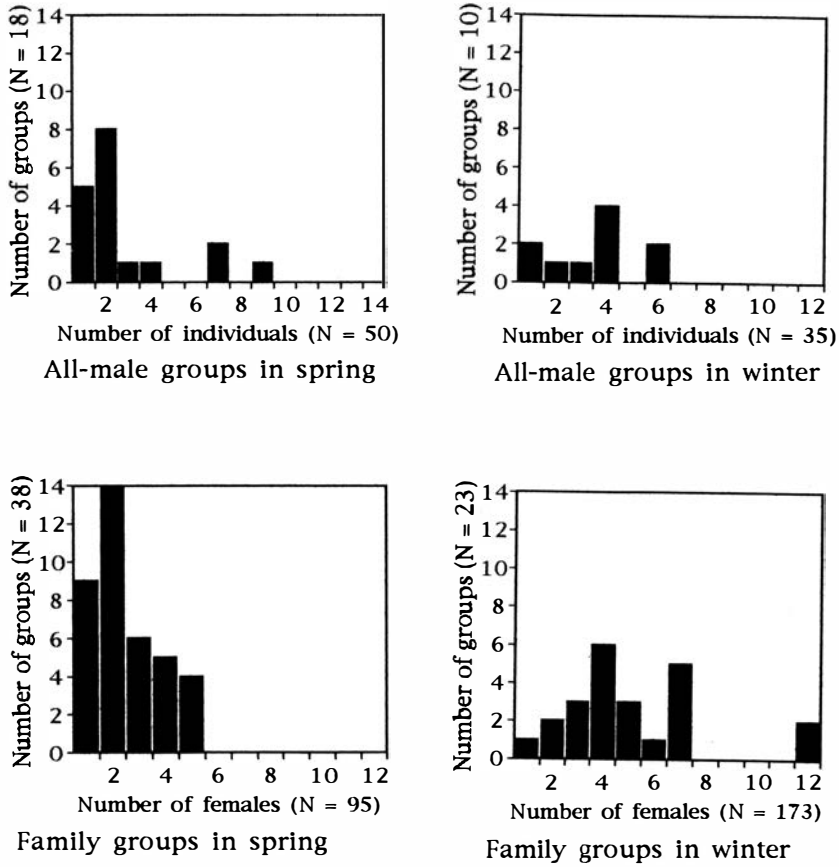 Number of groups (N = 18)
14
12
10
8
6
4
2
0
2 4 6 8 10 12 14
Number of individuals (N = 50)
All-male groups in spring
Number of groups (N = 10)
14
12
10
8
6
4
2
0
2 4 6 8 10 12
Number of individuals (N = 35)
All-male groups in winter
Number of groups (N = 38)
14
12
10
8
6
4
2
0
2 4 6 8 10 12
Number of females (N = 95)
Family groups in spring
Number of groups (N = 23)
14
12
10
8
6
4
2
0
2 4 6 8 10 12
Number of females (N = 173)
Family groups in winter